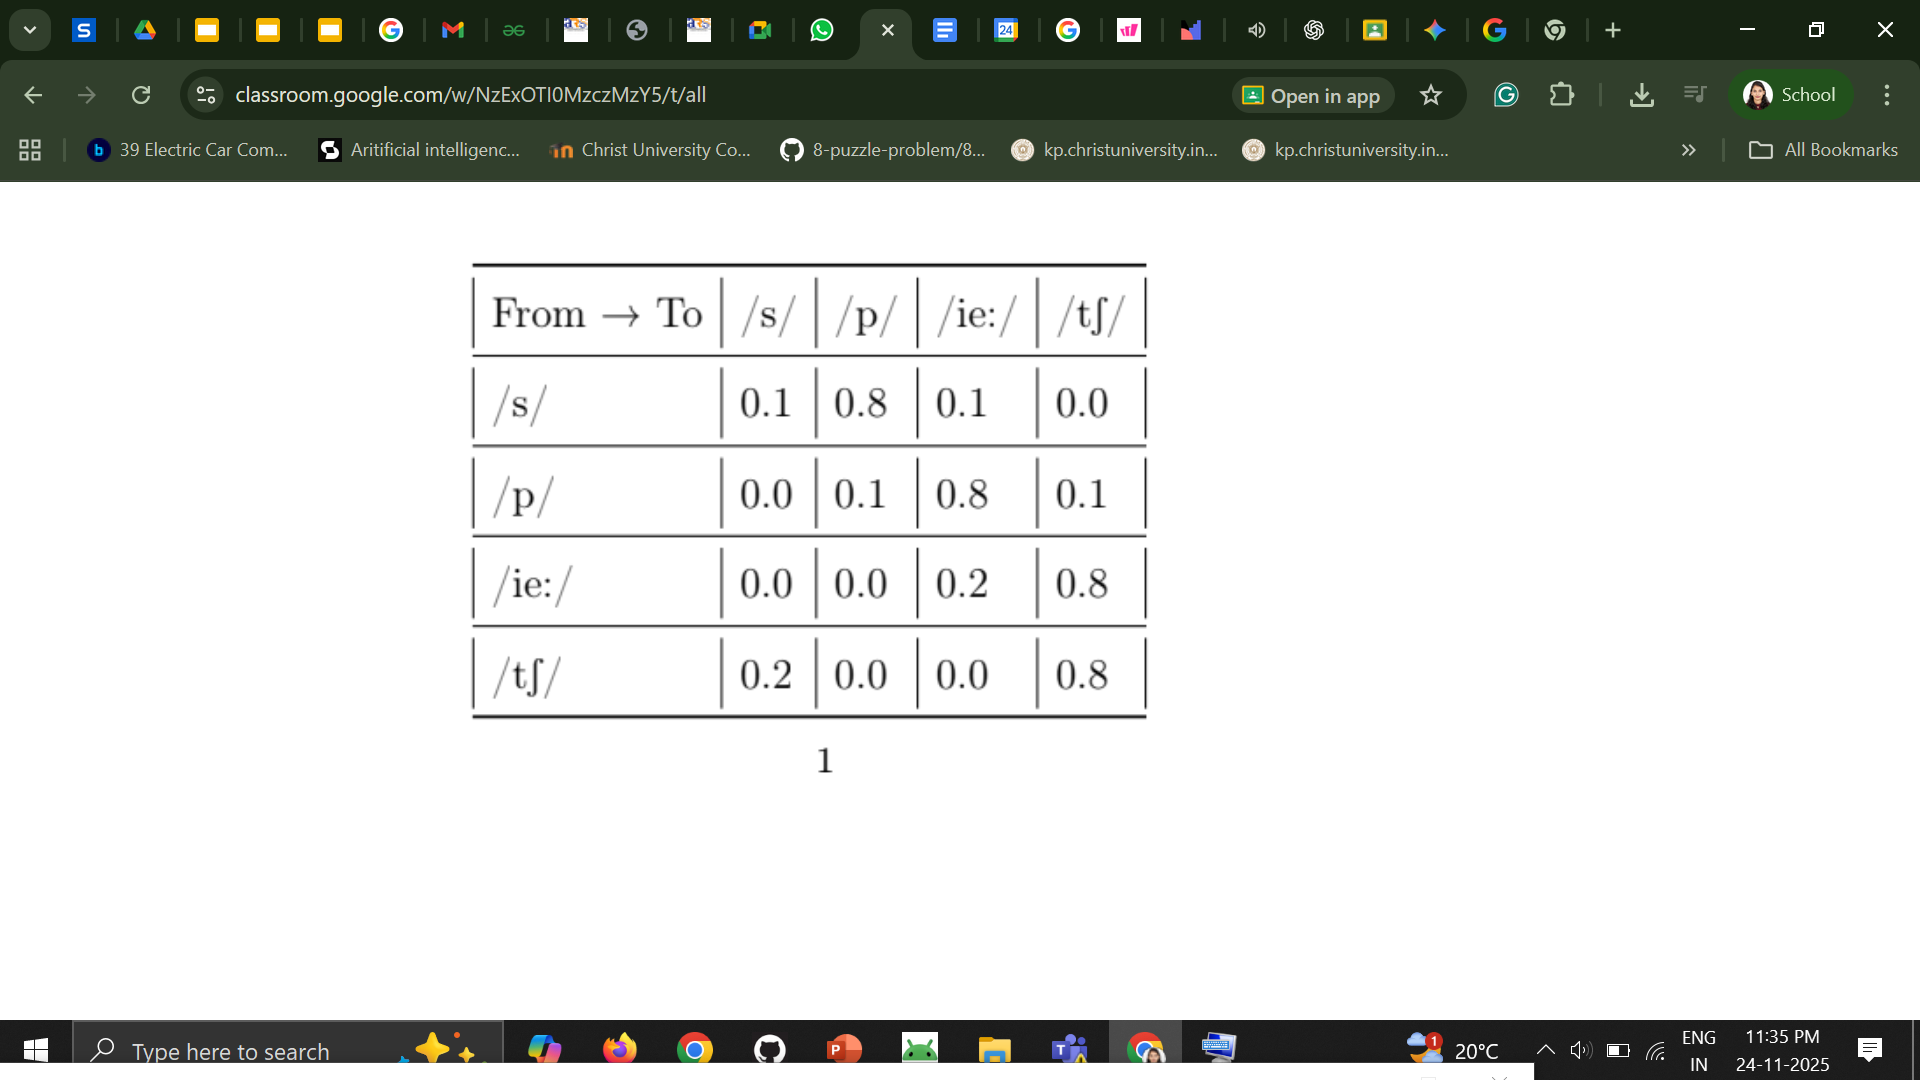 classroom.google.com/w/NzExOTI0MzczMzY5/t/all
Open in app
School
39 Electric Car Com...
Aritificial intelligenc...
Christ University Co...
8-puzzle-problem/8...
kp.christuniversity.in...
kp.christuniversity.in...
All Bookmarks
From → To /s/ /p/ /ie:/ /tʃ/
/s/ 0.1 0.8 0.1 0.0
/p/ 0.0 0.1 0.8 0.1
/ie:/ 0.0 0.0 0.2 0.8
/tʃ/ 0.2 0.0 0.0 0.8
1
Type here to search
1
20°C
ENG
IN
11:35 PM
24-11-2025